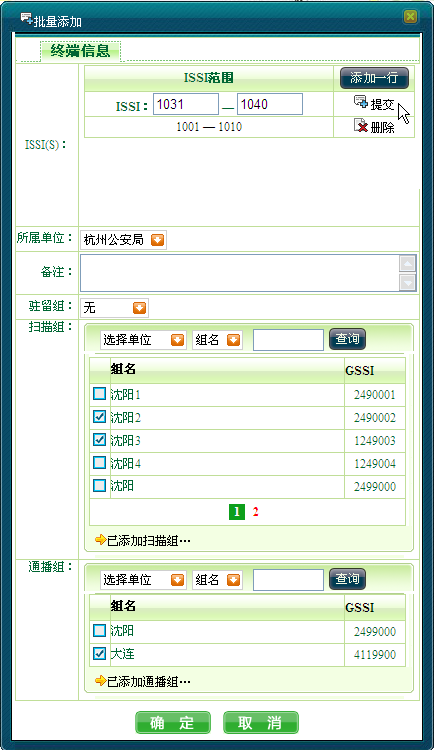 批量添加
终端信息
ISSI范围 添加一行
ISSI(S)：
ISSI： 1031 — 1040 提交
1001 — 1010 删除
所属单位： 杭州公安局
备注：
驻留组： 无
扫描组：
选择单位 组名 查询
组名 GSSI
沈阳1 2490001
沈阳2 2490002
沈阳3 1249003
沈阳4 1249004
沈阳 2499000
1 2
已添加扫描组…
通播组：
选择单位 组名 查询
组名 GSSI
沈阳 2499000
大连 4119900
已添加通播组…
确 定 取 消